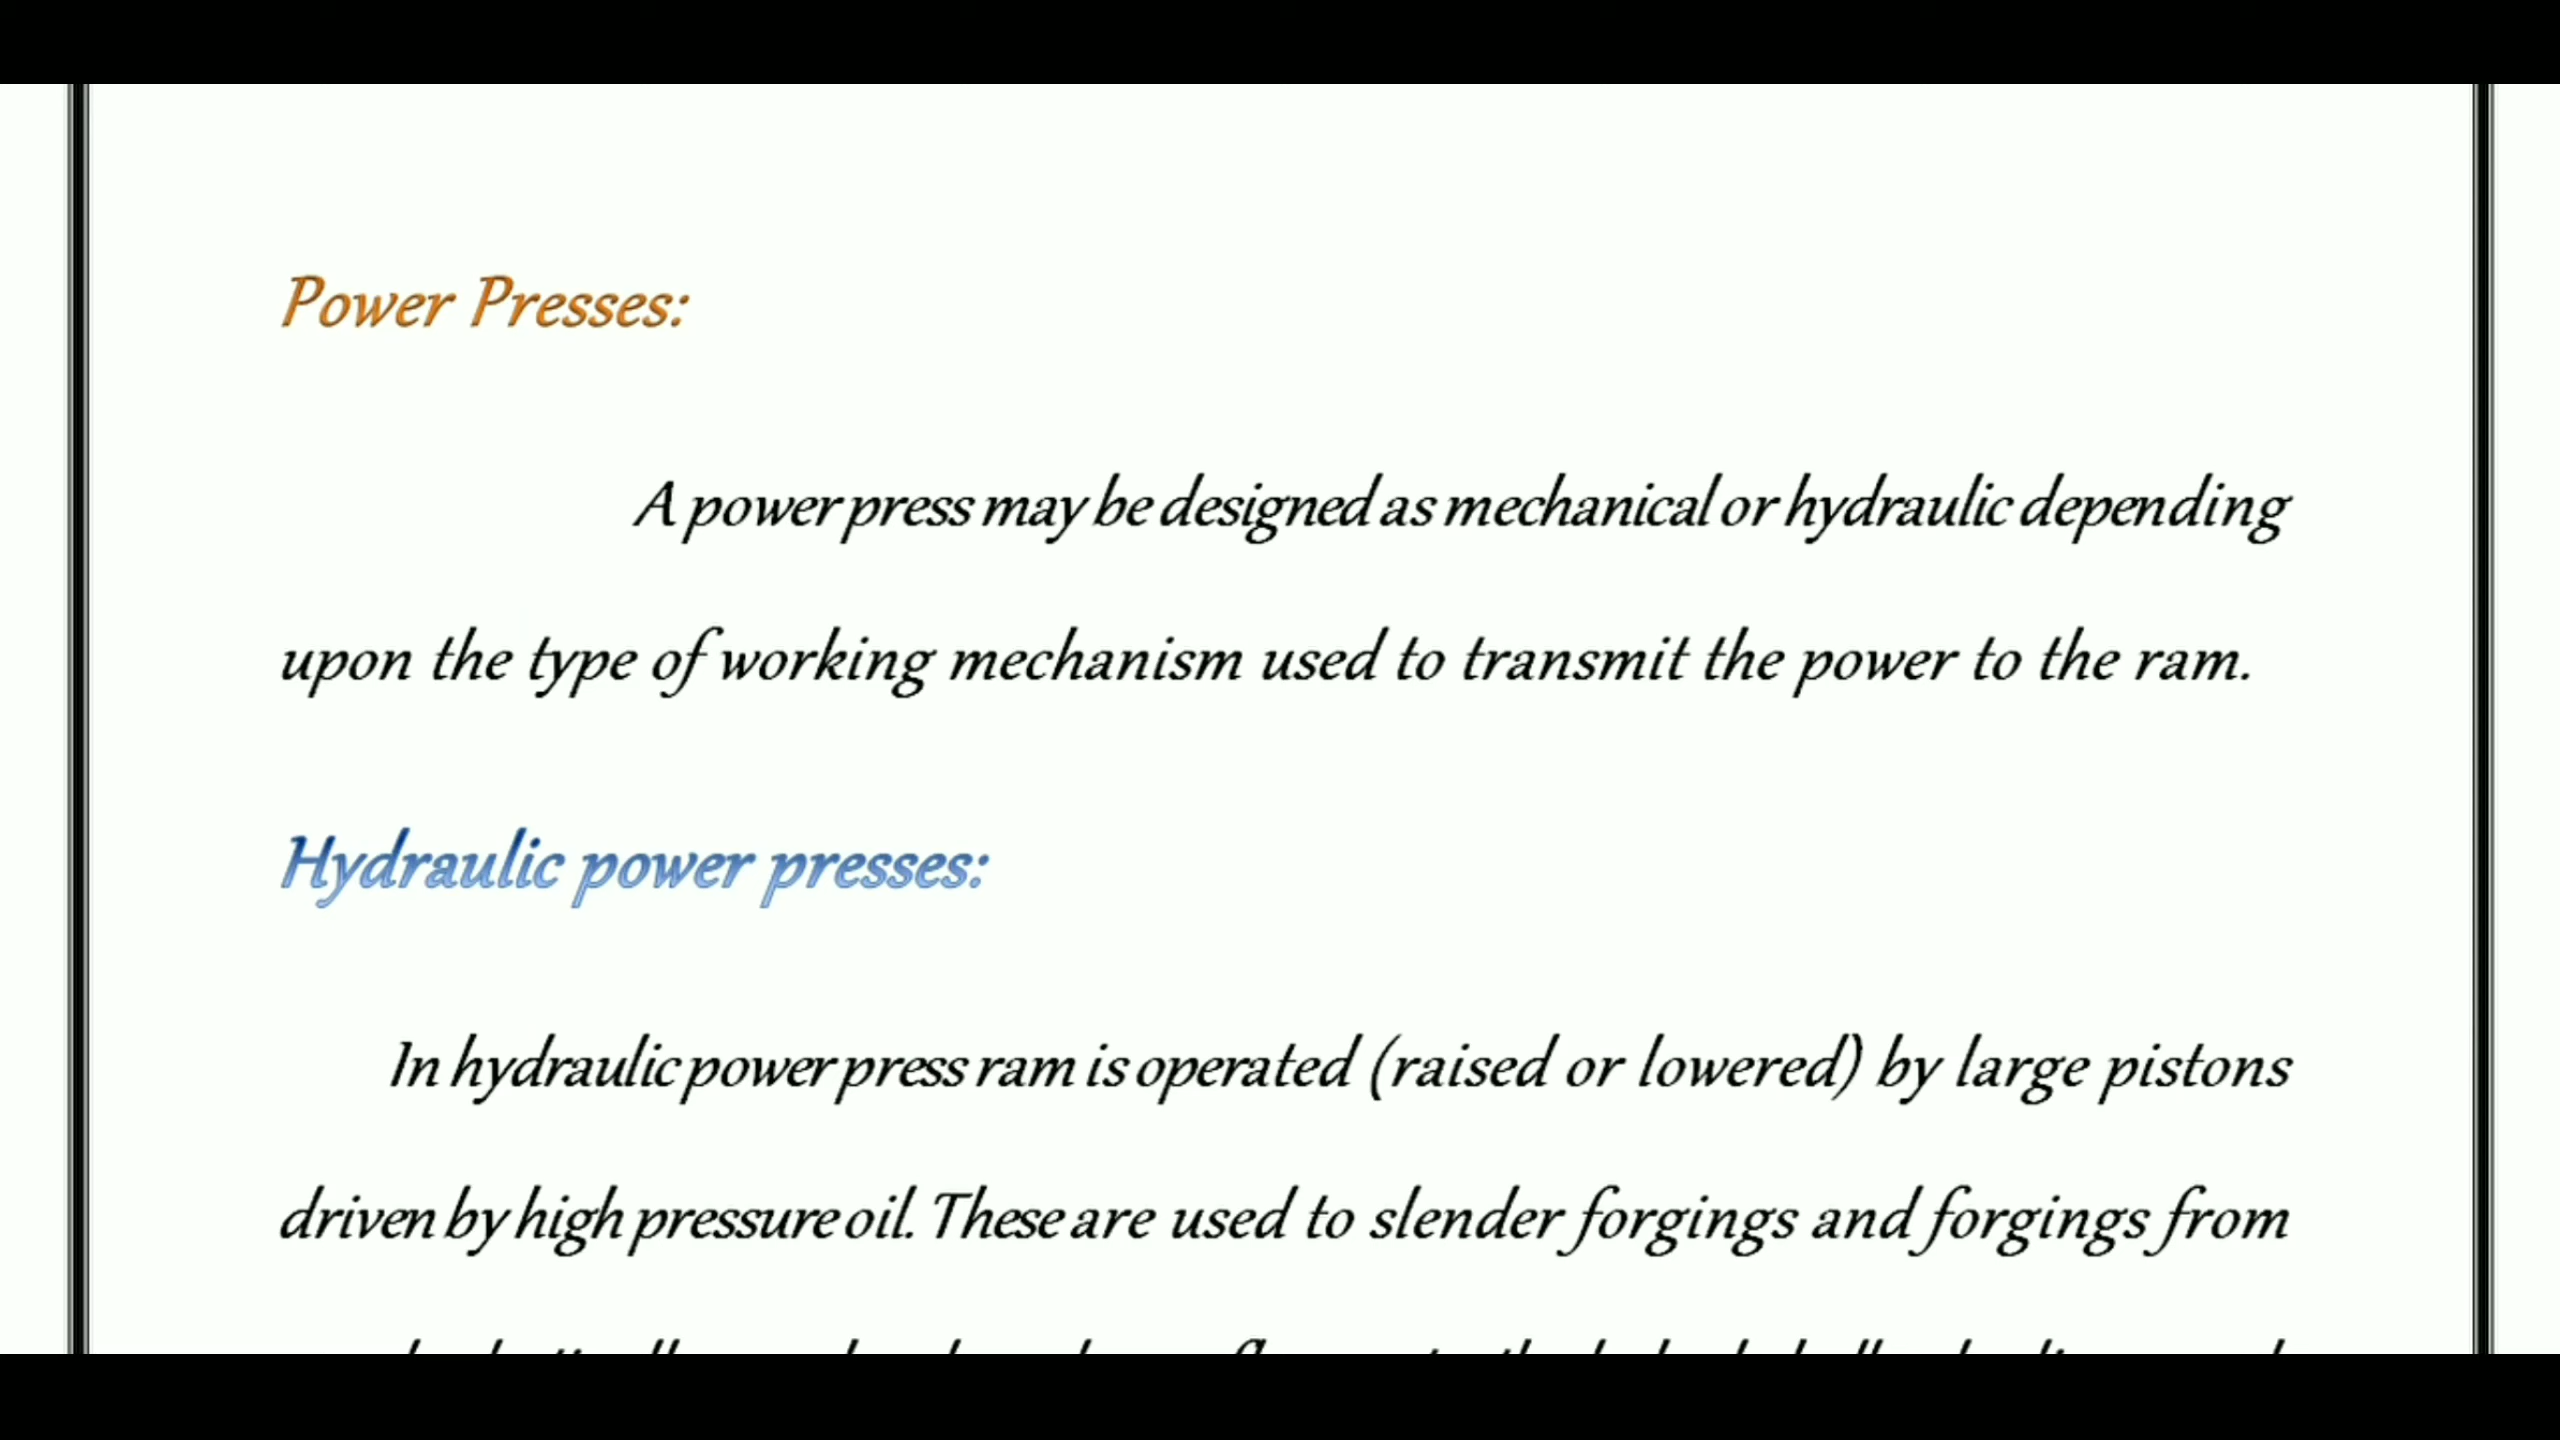 Power Presses:
A power press may be designed as mechanical or hydraulic depending
upon the type of working mechanism used to transmit the power to the ram.
Hydraulic power presses:
In hydraulic power press ram is operated (raised or lowered) by large pistons
driven by high pressure oil. These are used to slender forgings and forgings from